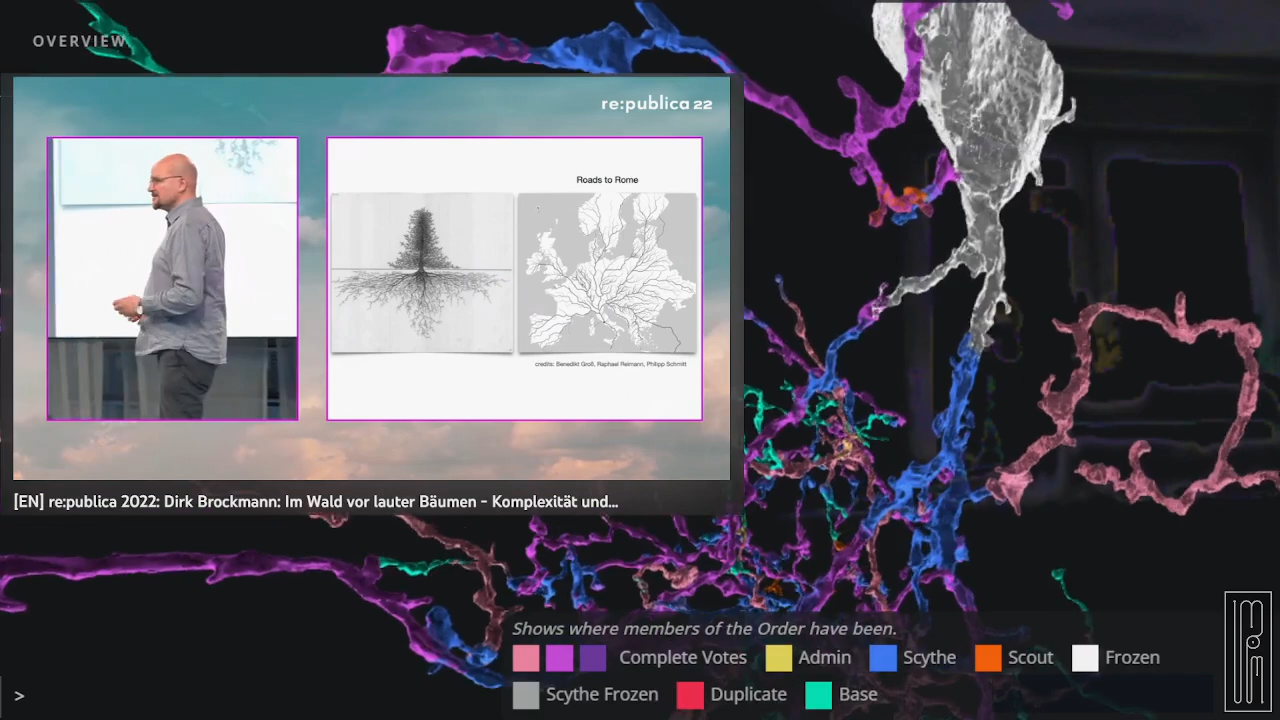 OVERVIEW
re:publica 22
Roads to Rome
credits: Benedikt Groß, Raphael Reimann, Philipp Schmitt
[EN] re:publica 2022: Dirk Brockmann: Im Wald vor lauter Bäumen - Komplexität und...
Shows where members of the Order have been.
Complete Votes Admin Scythe Scout Frozen
Scythe Frozen Duplicate Base
>